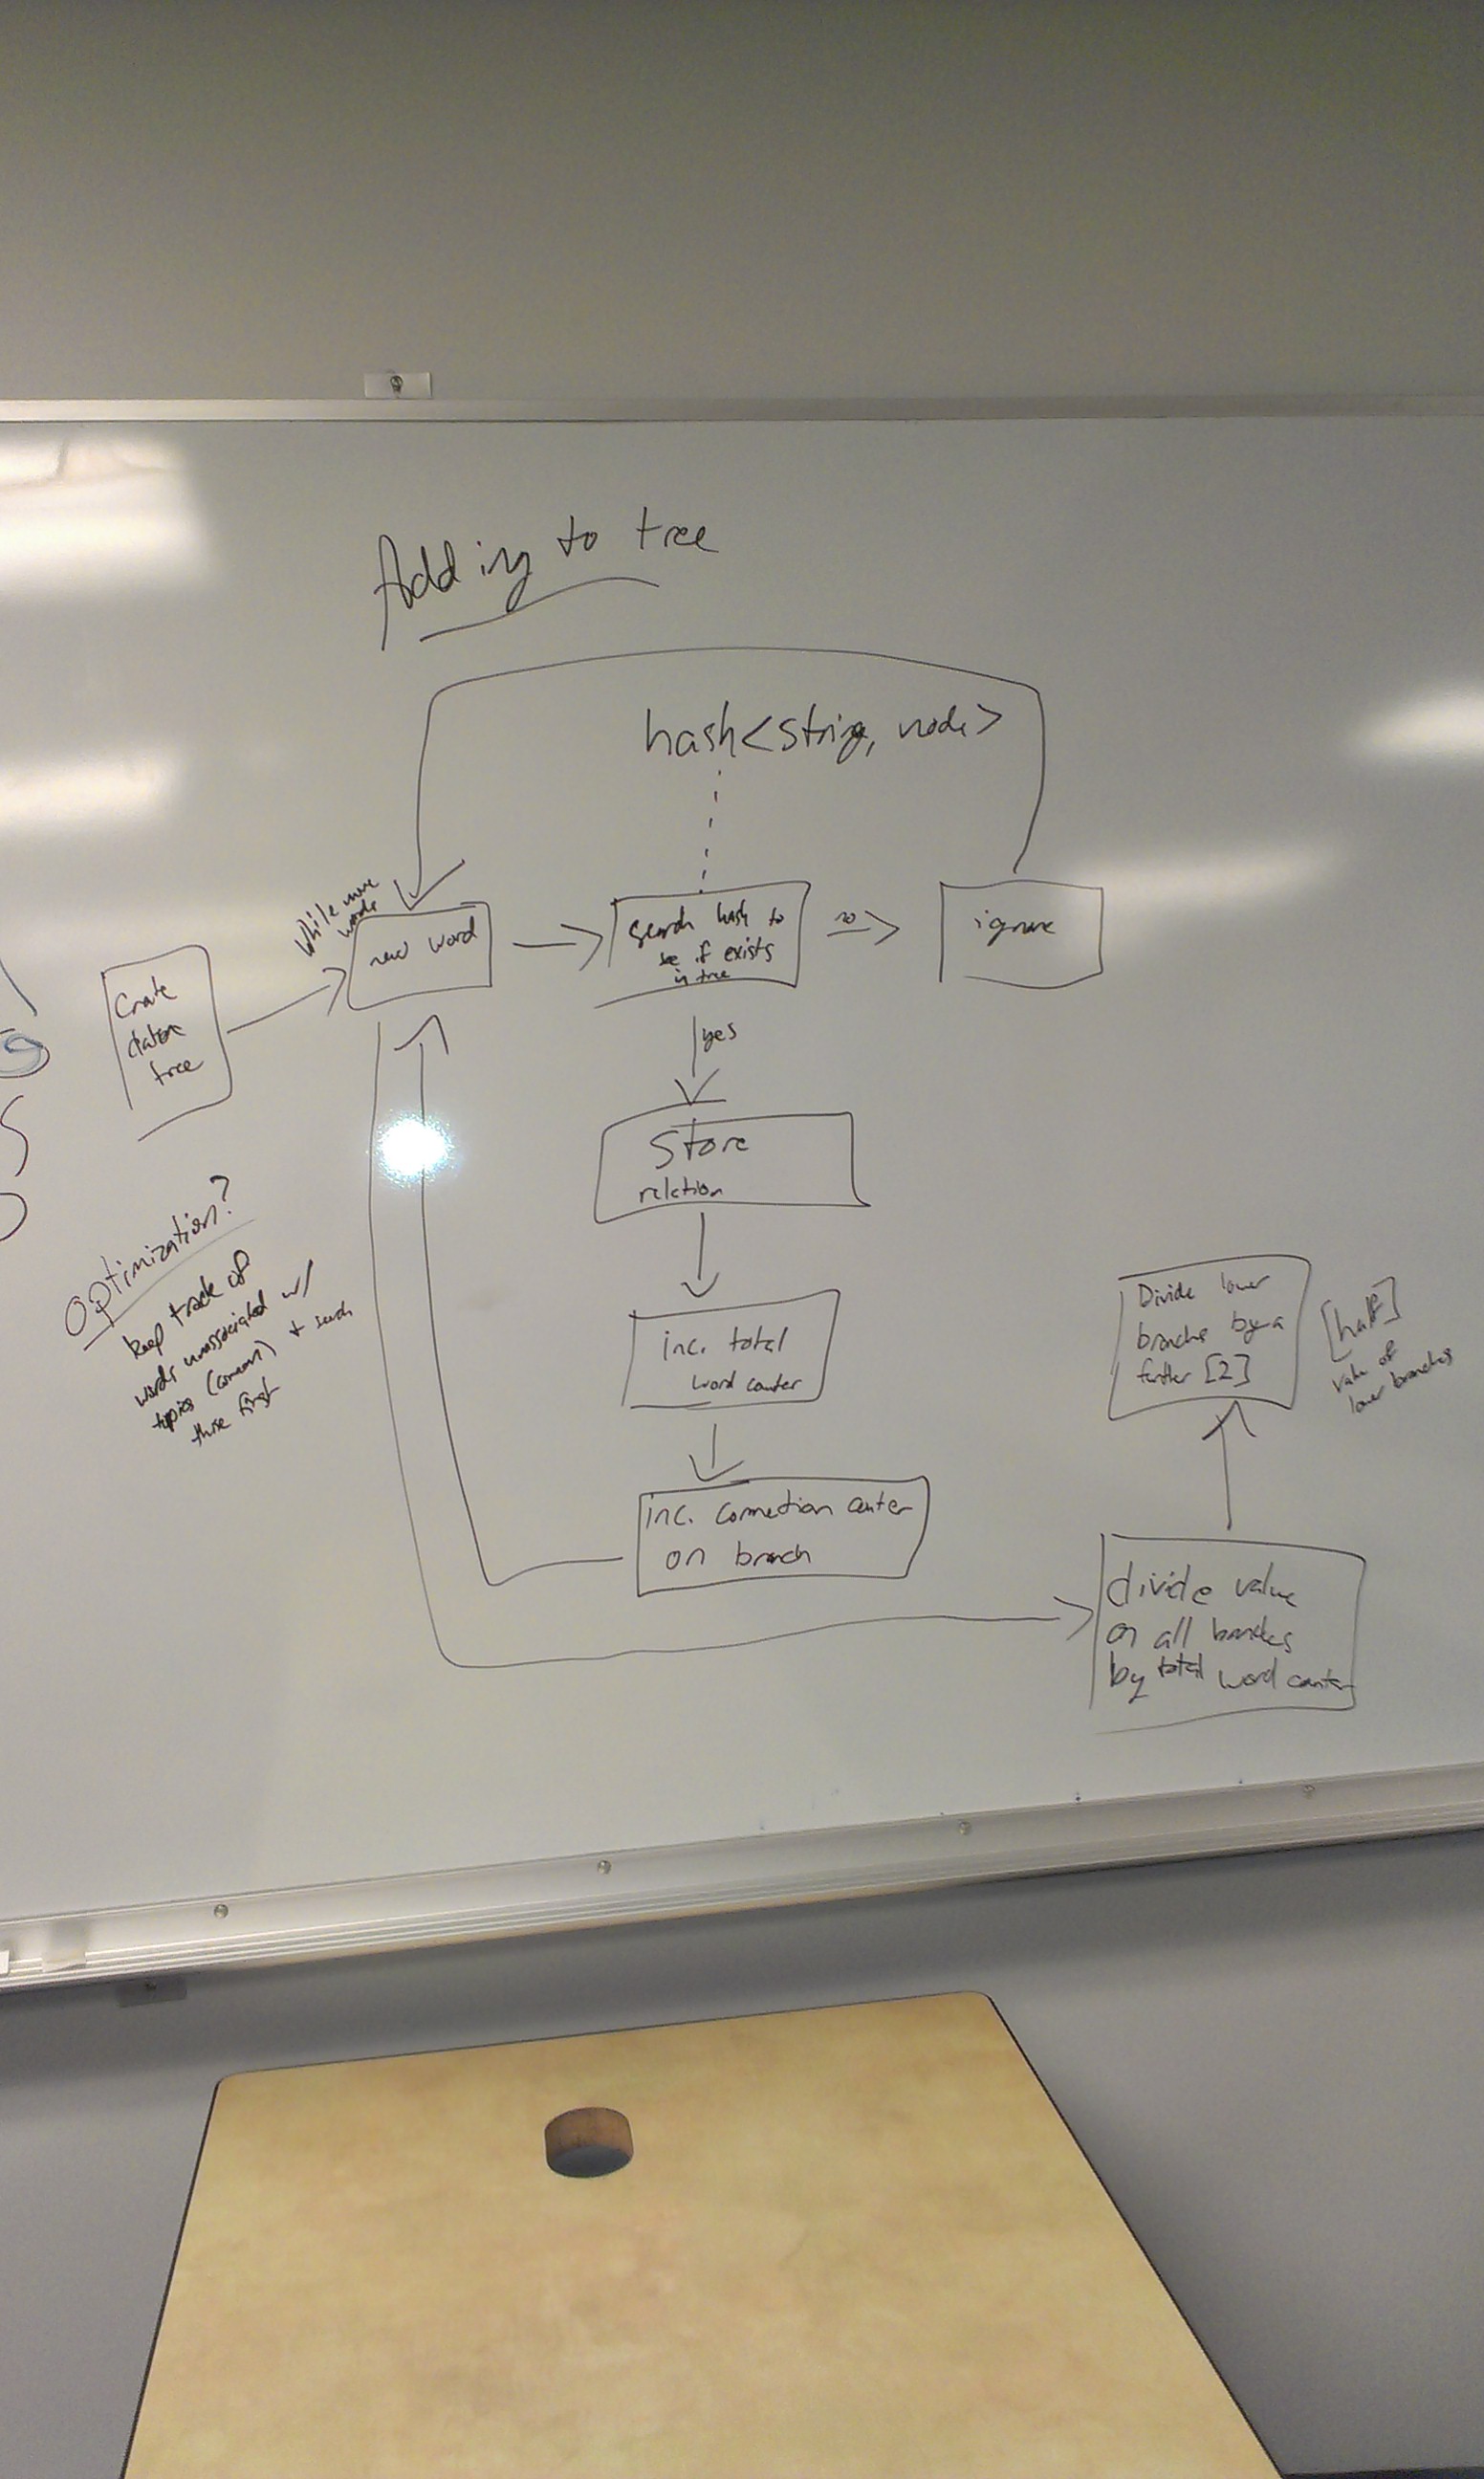 Adding to tree
hash<string, node>
while more
words
new word
search hash to
see if exists
in tree
no
ignore
Create
tree
yes
Store
relation
Optimization?
keep track of
words unassociated w/
topics (common) + search
those first
inc. total
word counter
inc. connection counter
on branch
Divide lower
branches by a
further [2]
[half]
value of
lower branches
divide value
on all branches
by total word counter